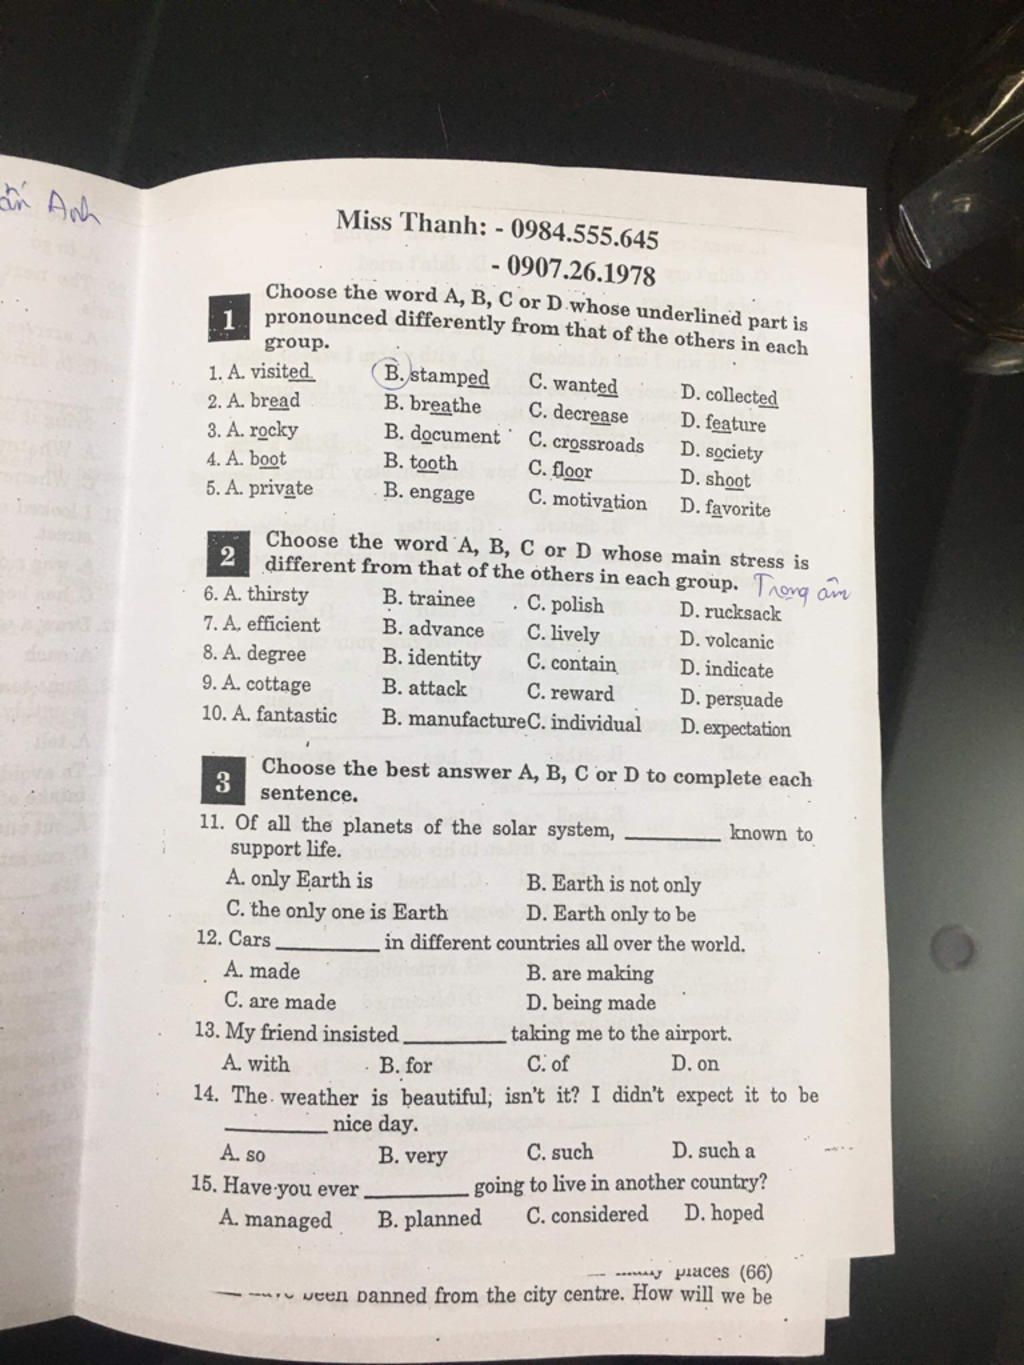 Anh
Miss Thanh: - 0984.555.645
- 0907.26.1978
1 Choose the word A, B, C or D whose underlined part is
pronounced differently from that of the others in each
group.
1. A. visited B. stamped C. wanted D. collected
2. A. bread B. breathe C. decrease D. feature
3. A. rocky B. document C. crossroads D. society
4. A. boot B. tooth C. floor D. shoot
5. A. private B. engage C. motivation D. favorite
2 Choose the word A, B, C or D whose main stress is
different from that of the others in each group. Trọng âm
6. A. thirsty B. trainee C. polish D. rucksack
7. A. efficient B. advance C. lively D. volcanic
8. A. degree B. identity C. contain D. indicate
9. A. cottage B. attack C. reward D. persuade
10. A. fantastic B. manufacture C. individual D. expectation
3 Choose the best answer A, B, C or D to complete each
sentence.
11. Of all the planets of the solar system, ________ known to
support life.
A. only Earth is B. Earth is not only
C. the only one is Earth D. Earth only to be
12. Cars ________ in different countries all over the world.
A. made B. are making
C. are made D. being made
13. My friend insisted ________ taking me to the airport.
A. with B. for C. of D. on
14. The weather is beautiful, isn't it? I didn't expect it to be
________ nice day.
A. so B. very C. such D. such a
15. Have you ever ________ going to live in another country?
A. managed B. planned C. considered D. hoped
places (66)
been banned from the city centre. How will we be